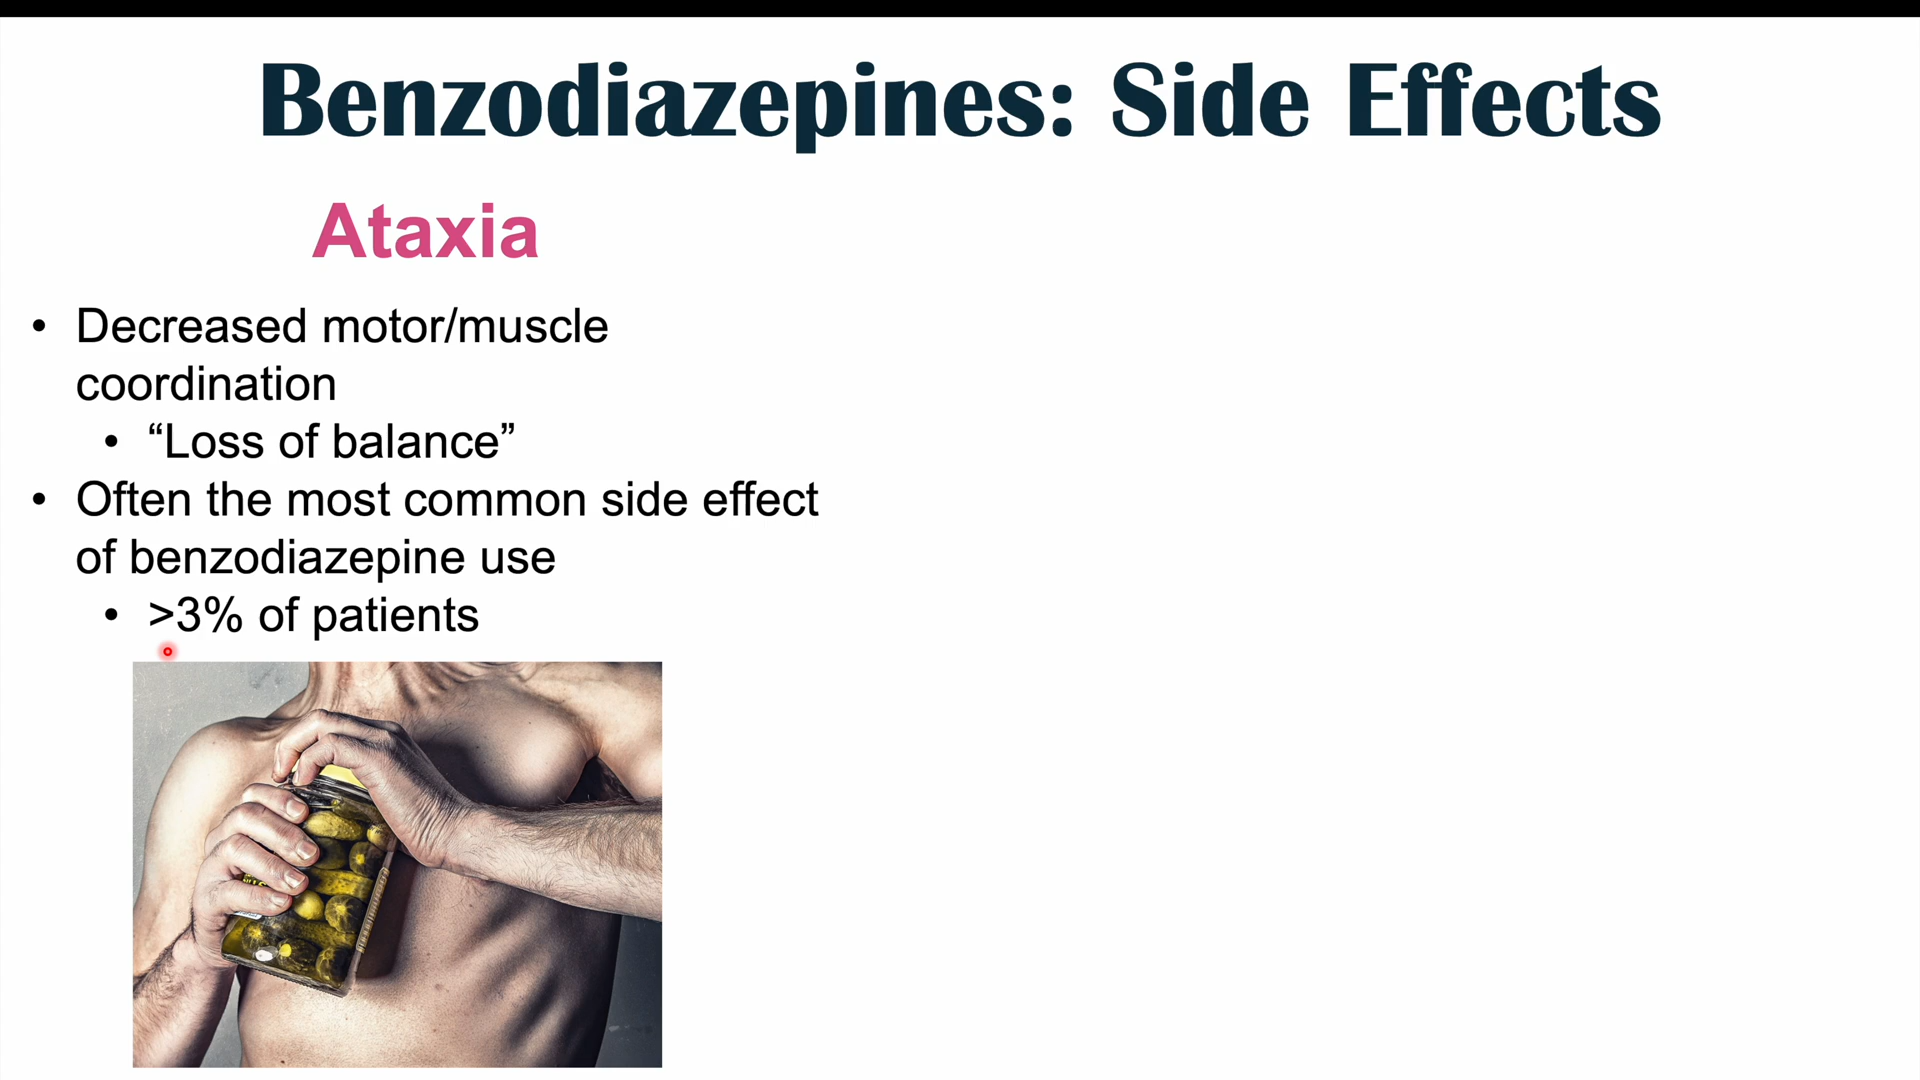 Benzodiazepines: Side Effects
Ataxia
• Decreased motor/muscle
coordination
• “Loss of balance”
• Often the most common side effect
of benzodiazepine use
• >3% of patients